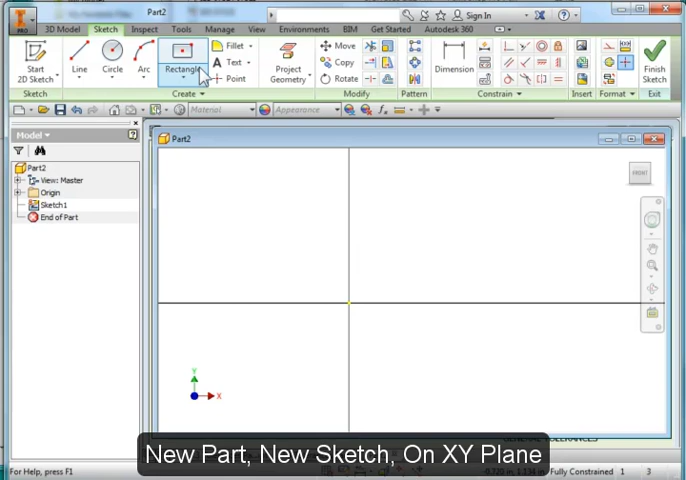 PRO
Part2
Sign In
3D Model Sketch Inspect Tools Manage View Environments BIM Get Started Autodesk 360
Start
2D Sketch
Line
Circle
Arc
Rectangle
Fillet
Text
Point
Project
Geometry
Move
Copy
Rotate
Dimension
Insert
Format
Finish
Sketch
Sketch
Create
Modify
Pattern
Constrain
Exit
Material
Appearance
Model
Part2
View: Master
Origin
Sketch1
End of Part
Part2
FRONT
Y
X
New Part, New Sketch, On XY Plane
For Help, press F1
Fully Constrained 1 3